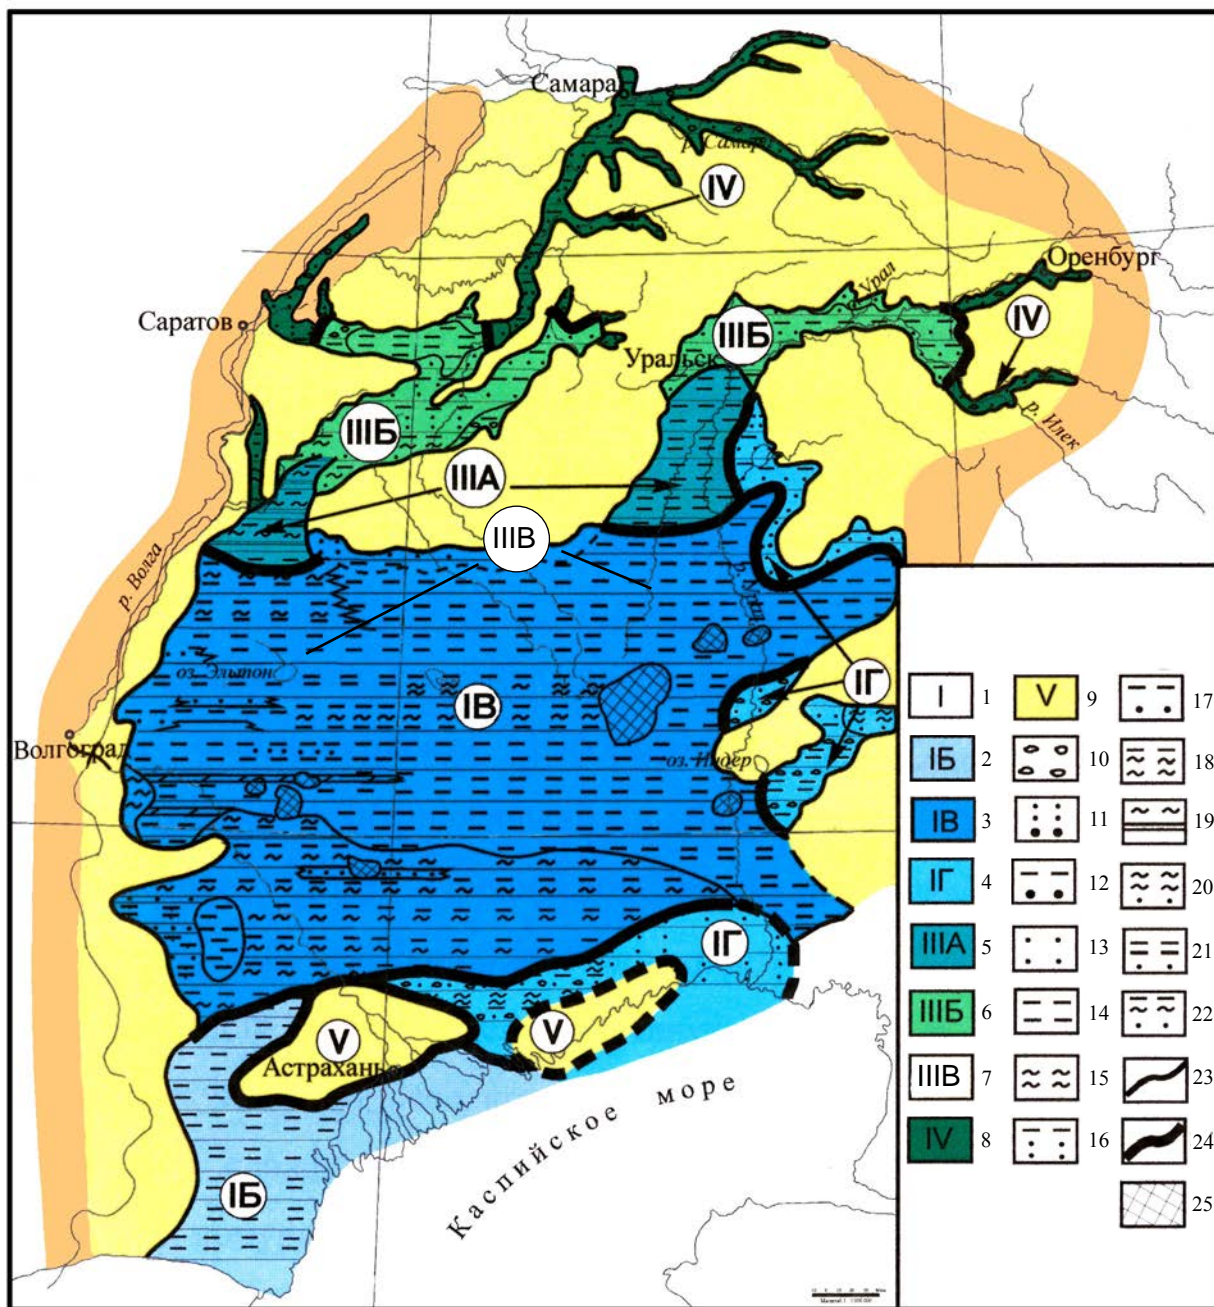 Самара
р. Самара
IV
р. Урал
Оренбург
Саратов
IIIБ
IV
Уральск
р. Илек
IIIБ
IIIА
IIIВ
р. Волга
р. Урал
оз. Эльтон
IВ
IГ
Волгоград
оз. Индер
IГ
V
V
Астрахань
Каспийское море
IБ
I 1
V 9
17
IБ 2
10
18
IВ 3
11
19
IГ 4
12
20
IIIА 5
13
21
IIIБ 6
14
22
IIIВ 7
15
23
IV 8
16
24
25